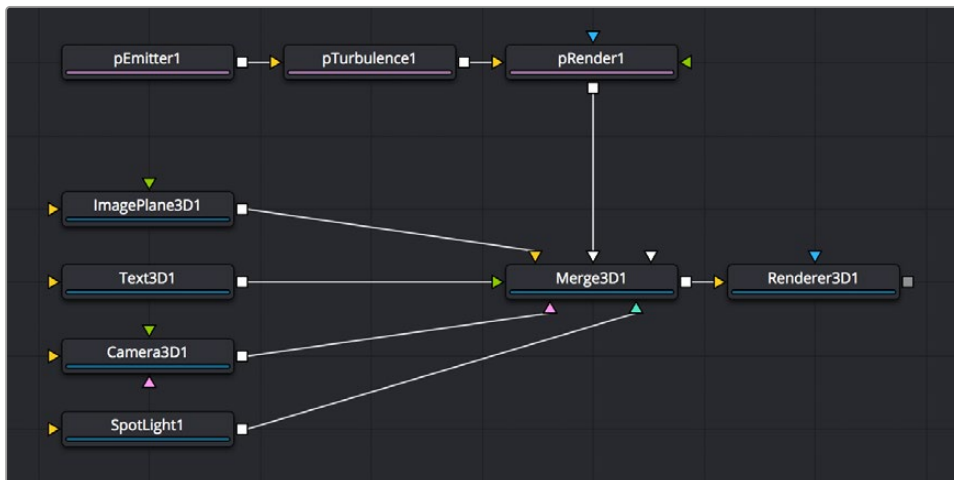 pEmitter1
pTurbulence1
pRender1
ImagePlane3D1
Text3D1
Merge3D1
Renderer3D1
Camera3D1
SpotLight1